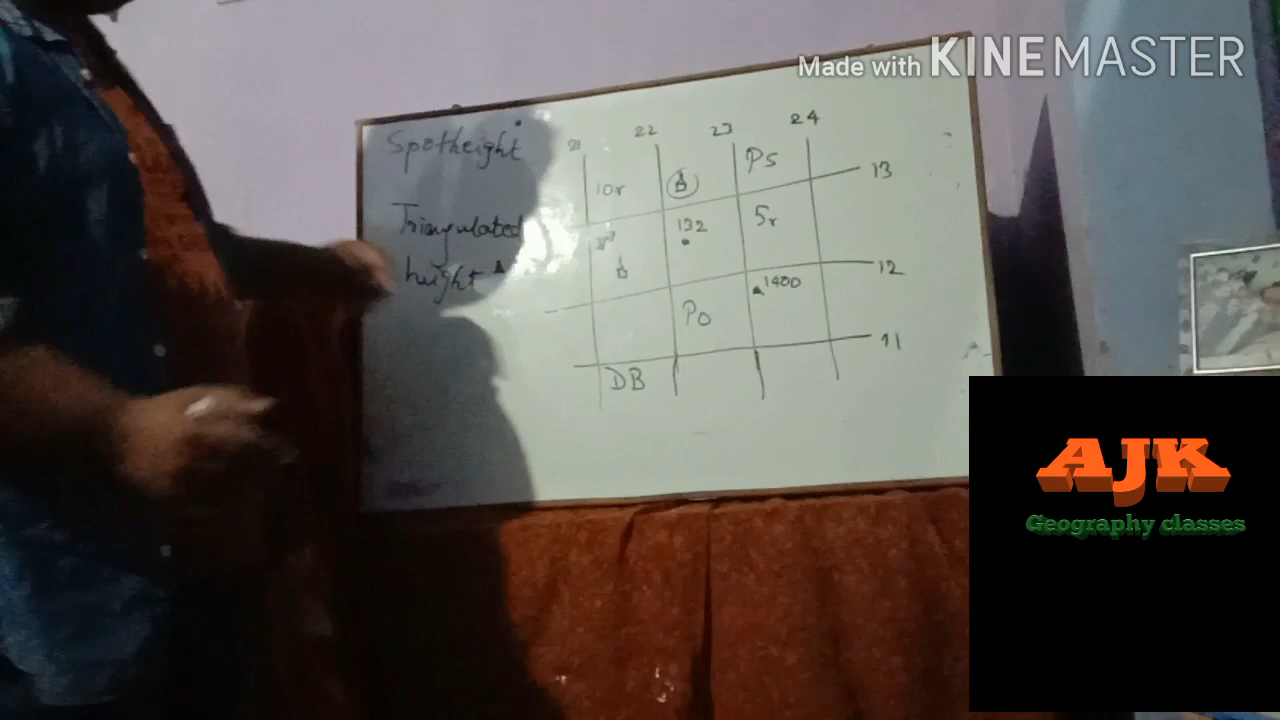 Made with KINEMASTER
Spotheight
Triangulated
height
21 22 23 24
10r PS 13
132 5r
12
1400
PO
11
DB
AJK
Geography classes